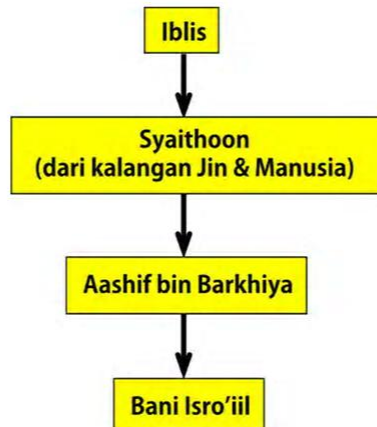 Iblis
Syaithoon
(dari kalangan Jin & Manusia)
Aashif bin Barkhiya
Bani Isro’iil